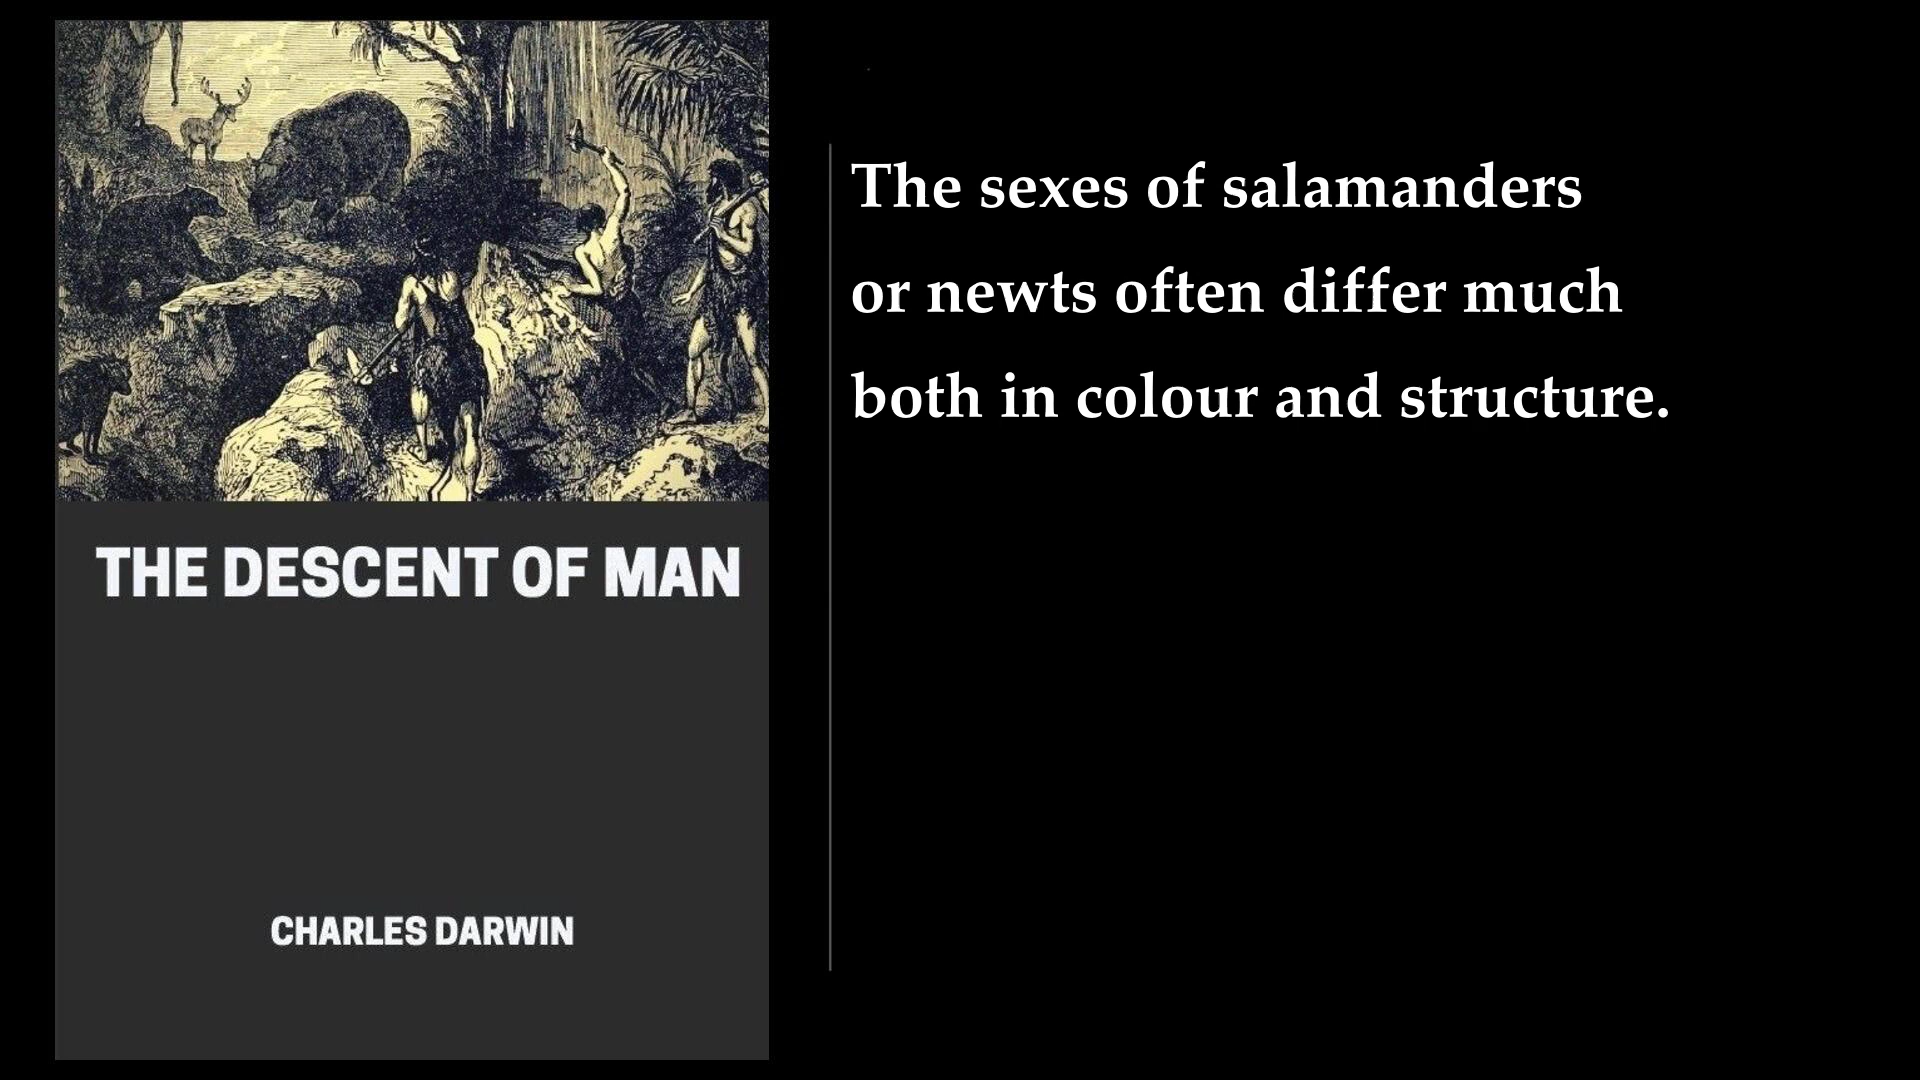 THE DESCENT OF MAN
CHARLES DARWIN
The sexes of salamanders
or newts often differ much
both in colour and structure.